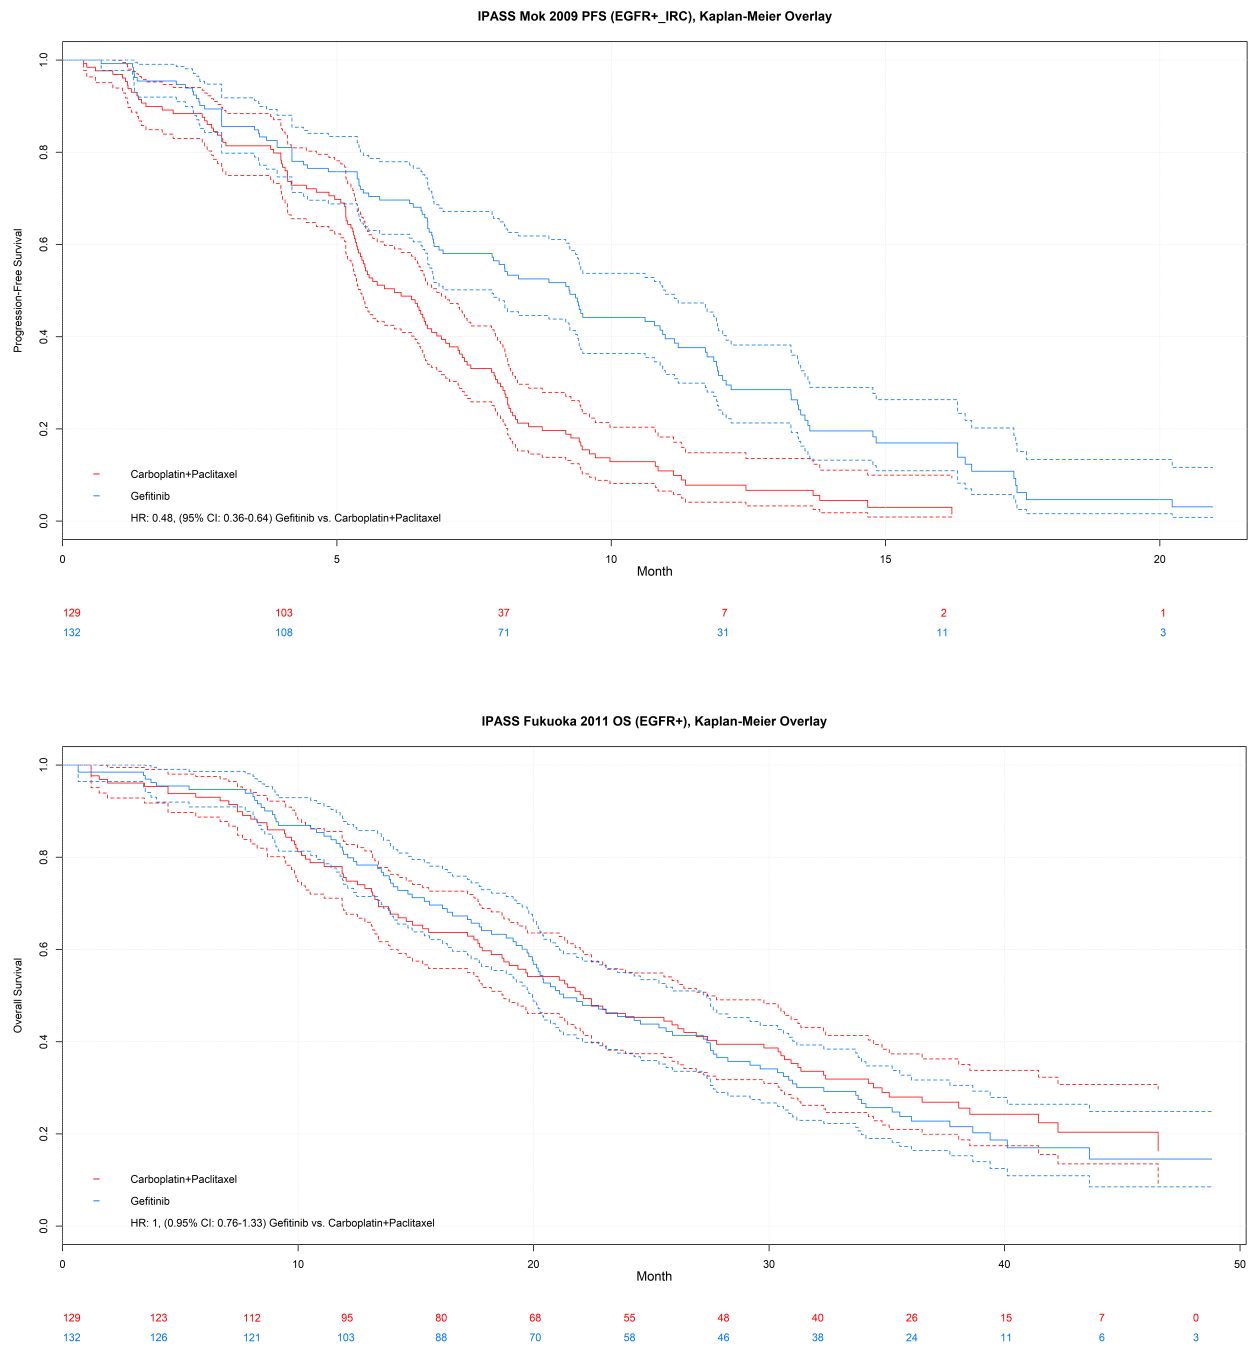 IPASS Mok 2009 PFS (EGFR+_IRC), Kaplan-Meier Overlay
1.0
0.8
0.6
0.4
0.2
0.0
Progression-Free Survival
Carboplatin+Paclitaxel
Gefitinib
HR: 0.48, (95% CI: 0.36-0.64) Gefitinib vs. Carboplatin+Paclitaxel
0 5 10 15 20
Month
129 103 37 7 2 1
132 108 71 31 11 3
IPASS Fukuoka 2011 OS (EGFR+), Kaplan-Meier Overlay
1.0
0.8
0.6
0.4
0.2
0.0
Overall Survival
Carboplatin+Paclitaxel
Gefitinib
HR: 1, (0.95% CI: 0.76-1.33) Gefitinib vs. Carboplatin+Paclitaxel
0 10 20 30 40 50
Month
129 123 112 95 80 68 55 48 40 26 15 7 0
132 126 121 103 88 70 58 46 38 24 11 6 3